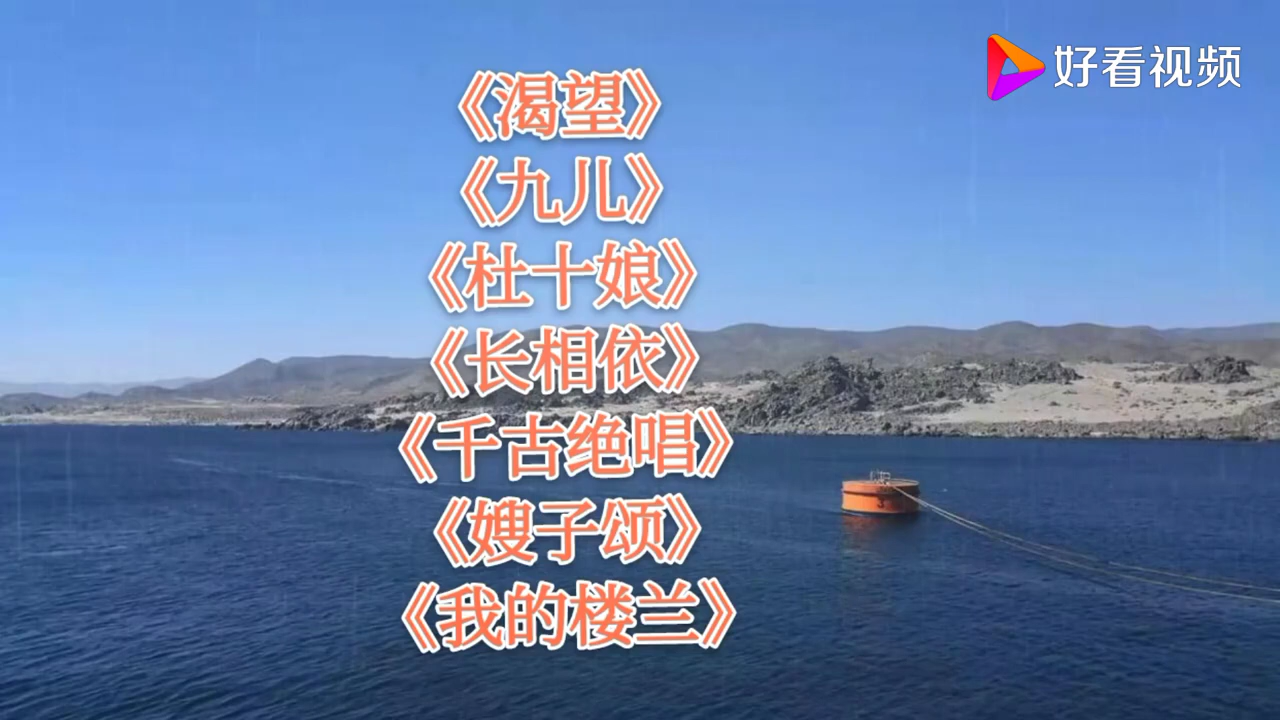 好看视频
《渴望》
《九儿》
《杜十娘》
《长相依》
《千古绝唱》
《嫂子颂》
《我的楼兰》